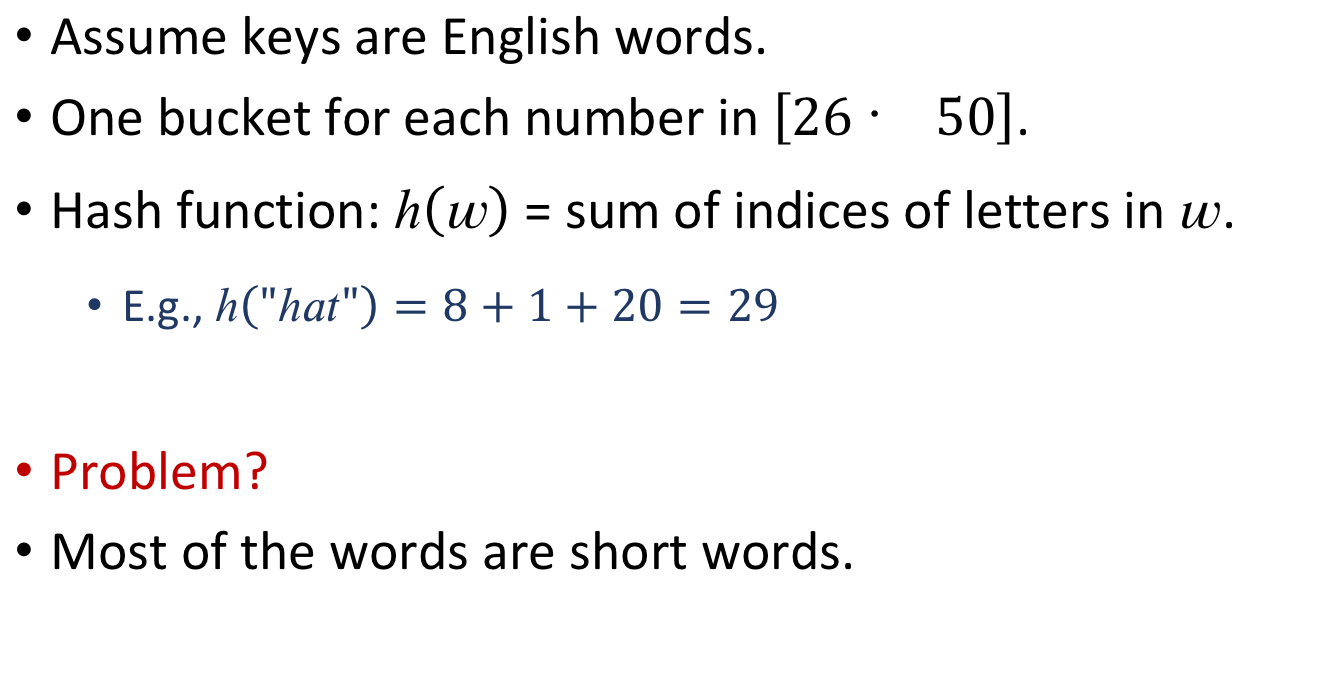 • Assume keys are English words.
• One bucket for each number in [26 · 50].
• Hash function: h(w) = sum of indices of letters in w.
• E.g., h("hat") = 8 + 1 + 20 = 29
• Problem?
• Most of the words are short words.